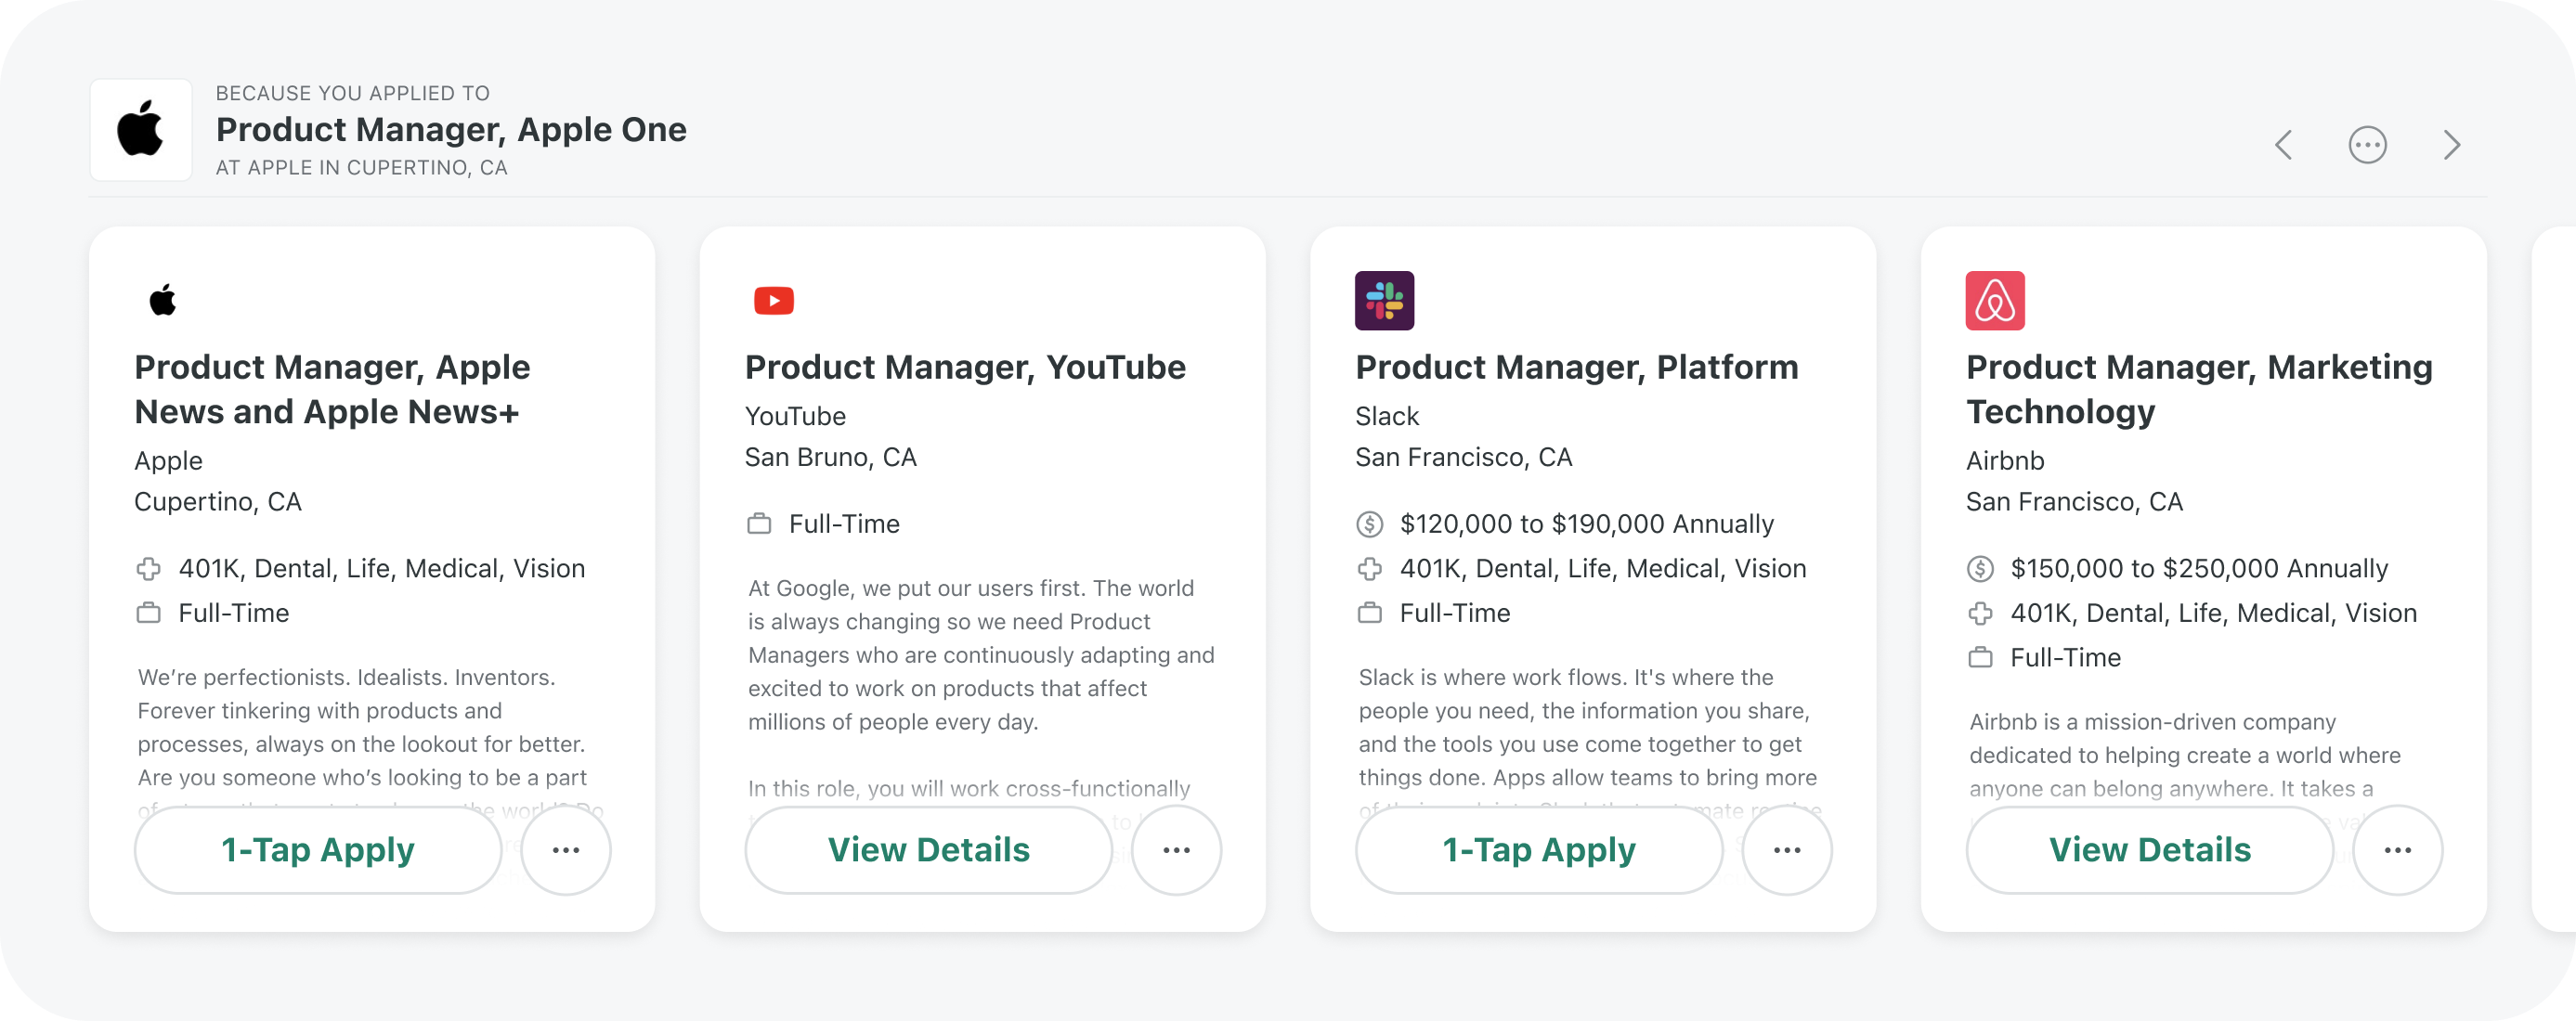 BECAUSE YOU APPLIED TO
Product Manager, Apple One
AT APPLE IN CUPERTINO, CA
Product Manager, Apple
News and Apple News+
Apple
Cupertino, CA
401K, Dental, Life, Medical, Vision
Full-Time
We’re perfectionists. Idealists. Inventors.
Forever tinkering with products and
processes, always on the lookout for better.
Are you someone who’s looking to be a part
1-Tap Apply
Product Manager, YouTube
YouTube
San Bruno, CA
Full-Time
At Google, we put our users first. The world
is always changing so we need Product
Managers who are continuously adapting and
excited to work on products that affect
millions of people every day.
In this role, you will work cross-functionally
View Details
Product Manager, Platform
Slack
San Francisco, CA
$120,000 to $190,000 Annually
401K, Dental, Life, Medical, Vision
Full-Time
Slack is where work flows. It's where the
people you need, the information you share,
and the tools you use come together to get
things done. Apps allow teams to bring more
1-Tap Apply
Product Manager, Marketing
Technology
Airbnb
San Francisco, CA
$150,000 to $250,000 Annually
401K, Dental, Life, Medical, Vision
Full-Time
Airbnb is a mission-driven company
dedicated to helping create a world where
anyone can belong anywhere. It takes a
View Details